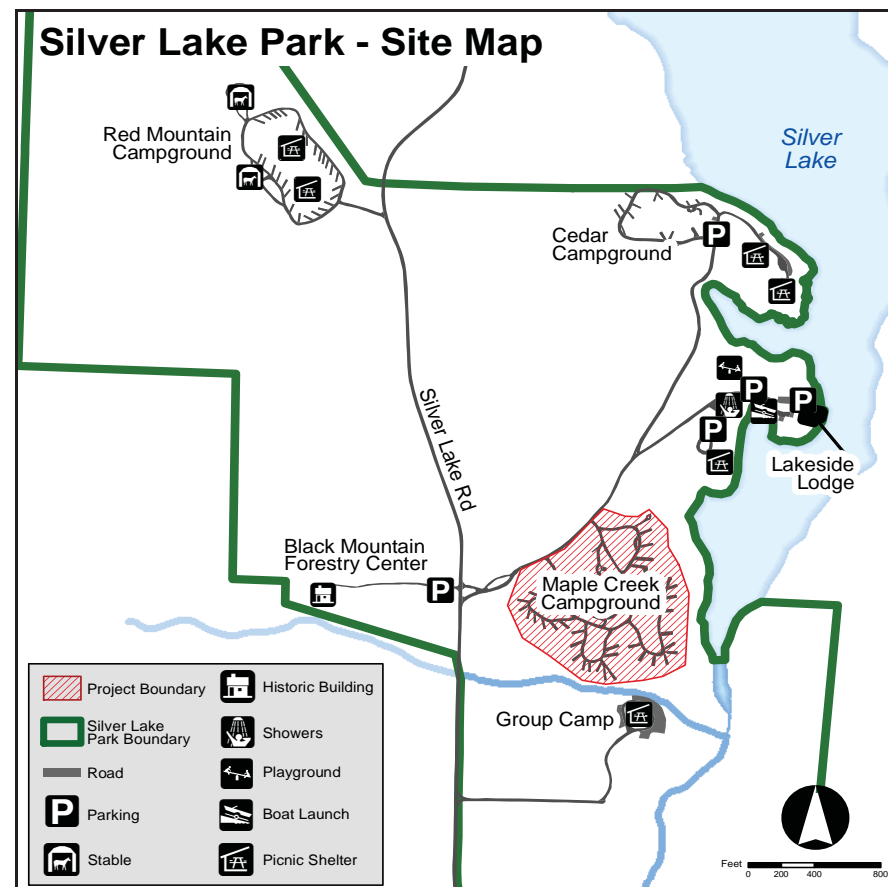 Silver Lake Park - Site Map
Red Mountain
Campground
Silver
Lake
Cedar
Campground
P
Silver Lake Rd
P
P
P
Lakeside
Lodge
Black Mountain
Forestry Center
P
Maple Creek
Campground
Group Camp
Project Boundary
Silver Lake
Park Boundary
Road
P Parking
Stable
Historic Building
Showers
Playground
Boat Launch
Picnic Shelter
Feet
0 200 400 800